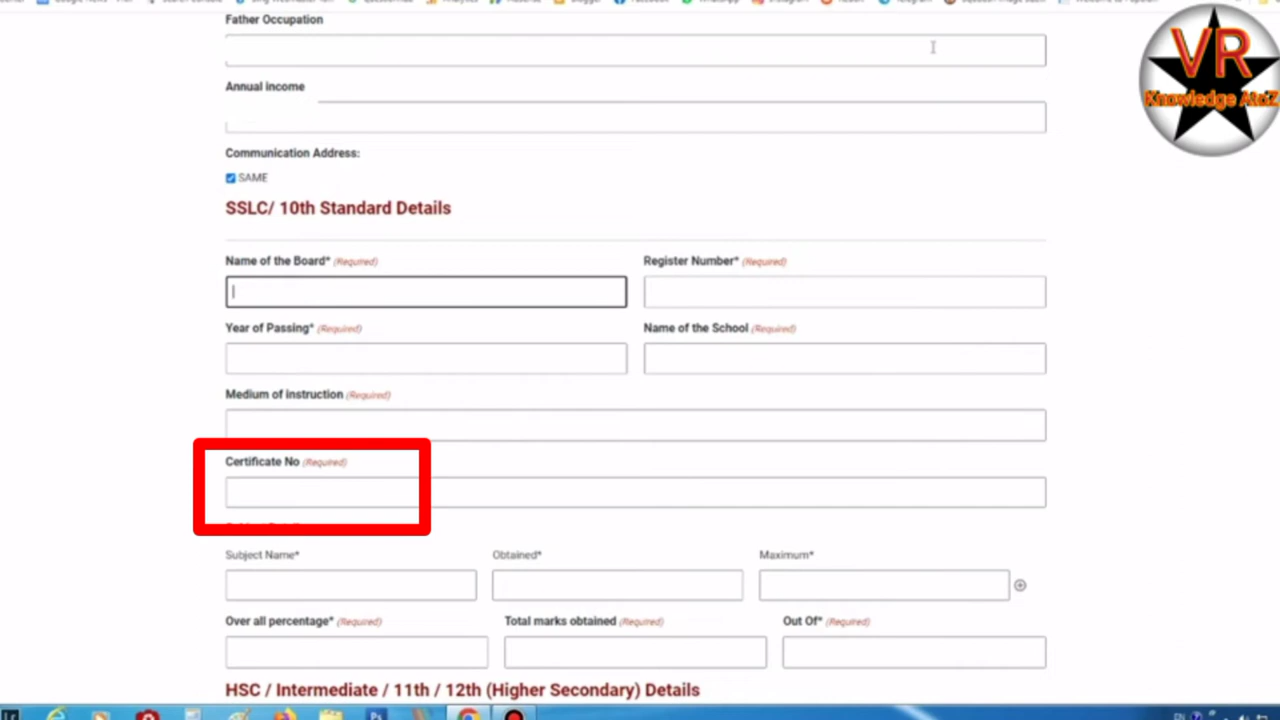 Father Occupation
Annual income
Communication Address:
SAME
SSLC/ 10th Standard Details
Name of the Board* (Required) Register Number* (Required)
Year of Passing* (Required) Name of the School (Required)
Medium of instruction (Required)
Certificate No (Required)
Subject Name* Obtained* Maximum*
Over all percentage* (Required) Total marks obtained (Required) Out Of* (Required)
HSC / Intermediate / 11th / 12th (Higher Secondary) Details
VR
Knowledge AtoZ